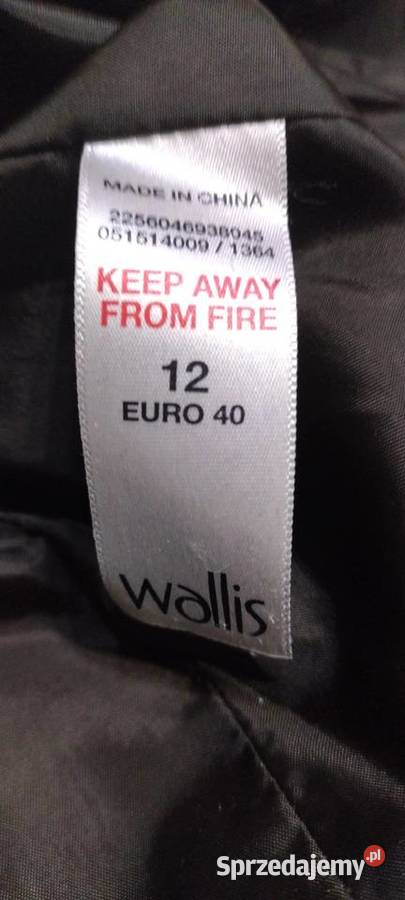 MADE IN CHINA
2256046938045
051514009 / 1364
KEEP AWAY
FROM FIRE
12
EURO 40
wallis
Sprzedajemy.pl